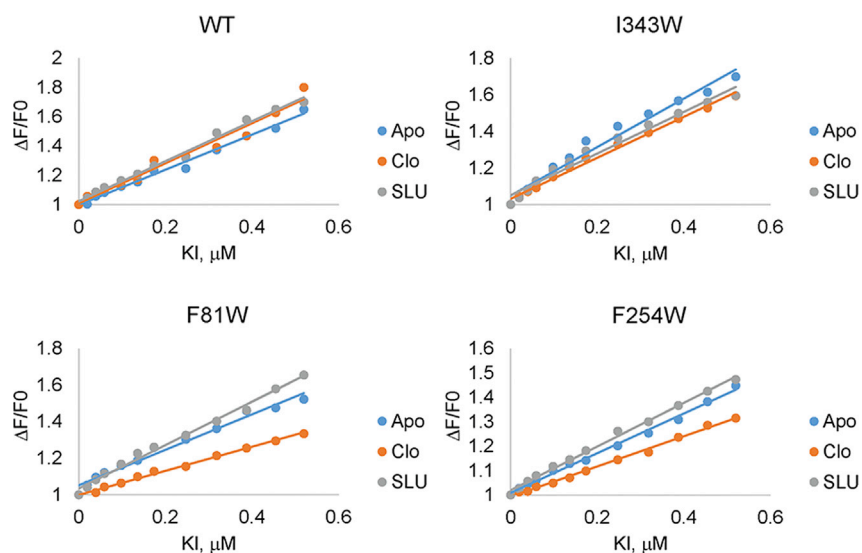 WT
2
1.8
1.6
1.4
1.2
1
0 0.2 0.4 0.6
ΔF/F0
KI, μM
Apo
Clo
SLU
I343W
1.8
1.6
1.4
1.2
1
0 0.2 0.4 0.6
ΔF/F0
KI, μM
Apo
Clo
SLU
F81W
1.8
1.6
1.4
1.2
1
0 0.2 0.4 0.6
ΔF/F0
KI, μM
Apo
Clo
SLU
F254W
1.6
1.5
1.4
1.3
1.2
1.1
1
0 0.2 0.4 0.6
ΔF/F0
KI, μM
Apo
Clo
SLU